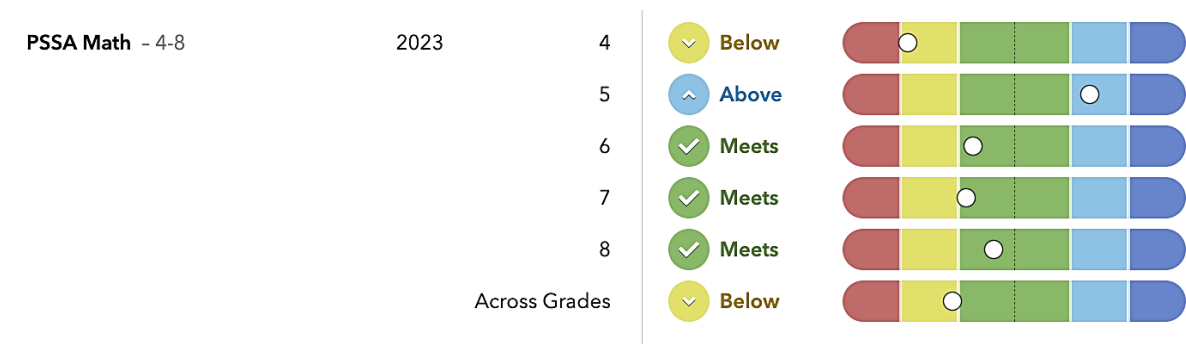 PSSA Math – 4-8 2023 4 Below
5 Above
6 Meets
7 Meets
8 Meets
Across Grades Below